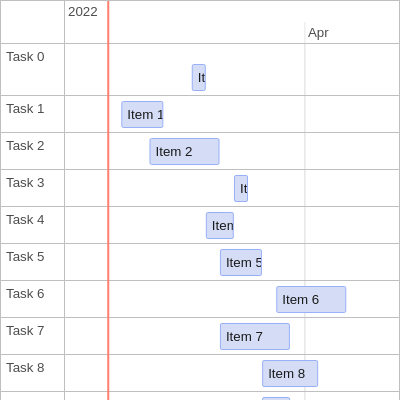 2022
Apr
Task 0
It
Task 1
Item 1
Task 2
Item 2
Task 3
It
Task 4
Item
Task 5
Item 5
Task 6
Item 6
Task 7
Item 7
Task 8
Item 8